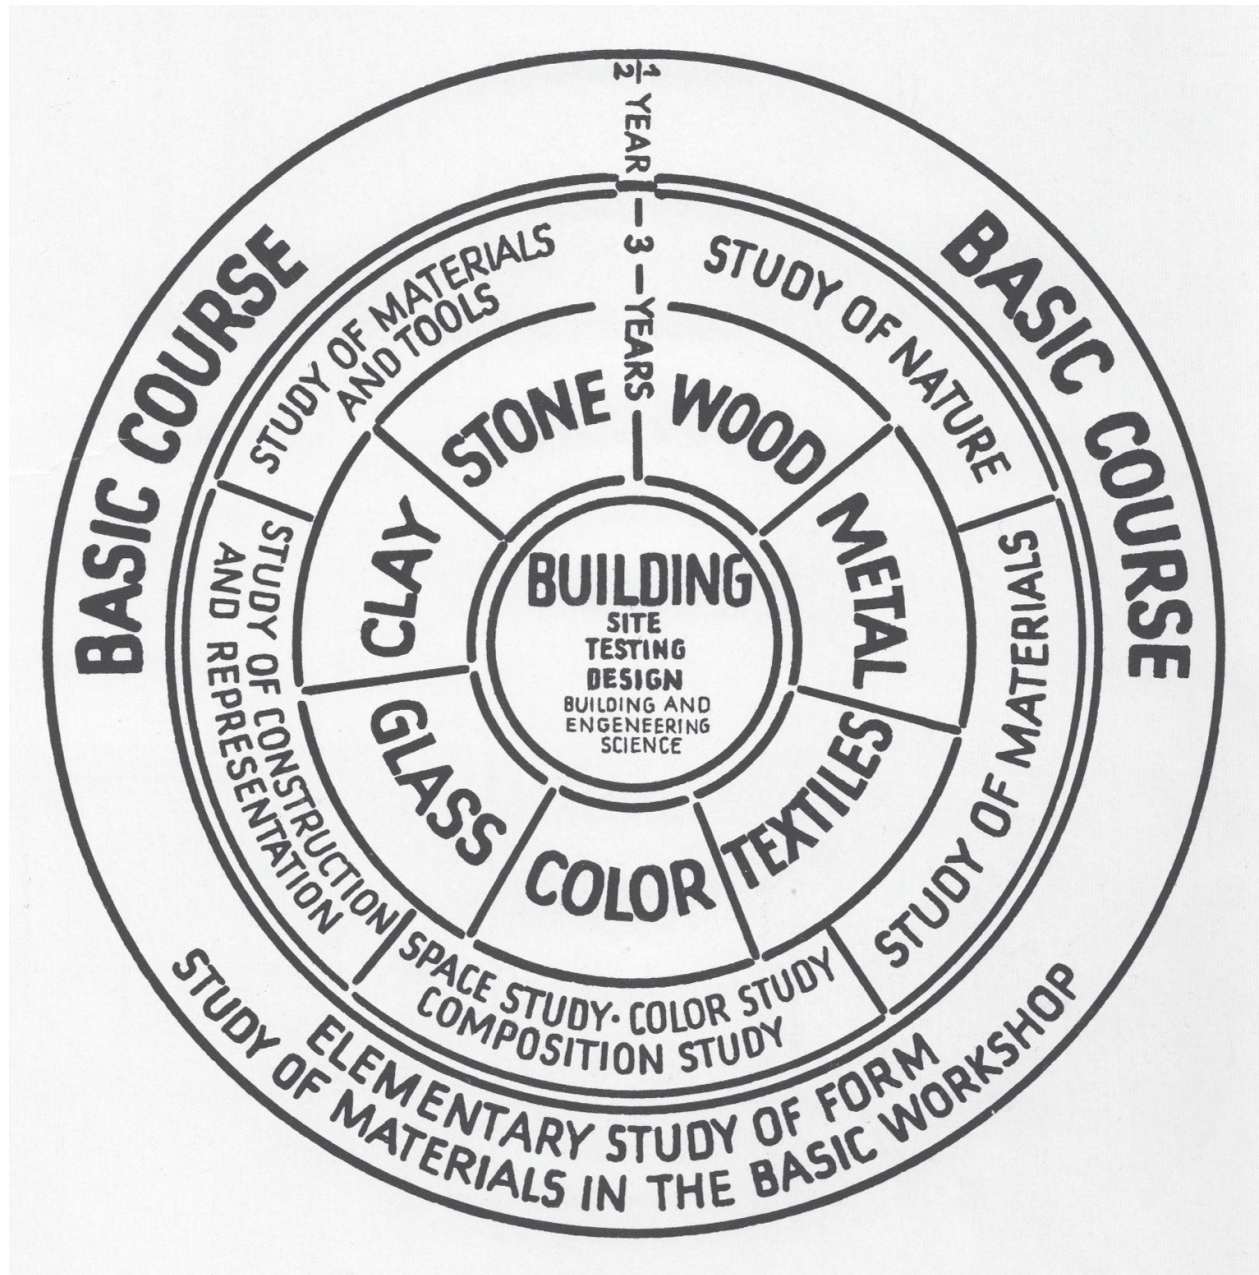 1/2 YEAR
3 YEARS
BASIC COURSE
BASIC COURSE
ELEMENTARY STUDY OF FORM
STUDY OF MATERIALS IN THE BASIC WORKSHOP
STUDY OF NATURE
STUDY OF MATERIALS
SPACE STUDY · COLOR STUDY
COMPOSITION STUDY
STUDY OF CONSTRUCTION
AND REPRESENTATION
STUDY OF MATERIALS
AND TOOLS
STONE
WOOD
METAL
TEXTILES
COLOR
GLASS
CLAY
BUILDING
SITE
TESTING
DESIGN
BUILDING AND
ENGENEERING
SCIENCE